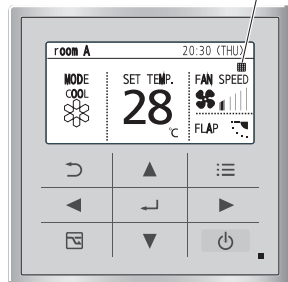 room A 20:30 (THU)
MODE SET TEMP. FAN SPEED
COOL
28°C
FLAP